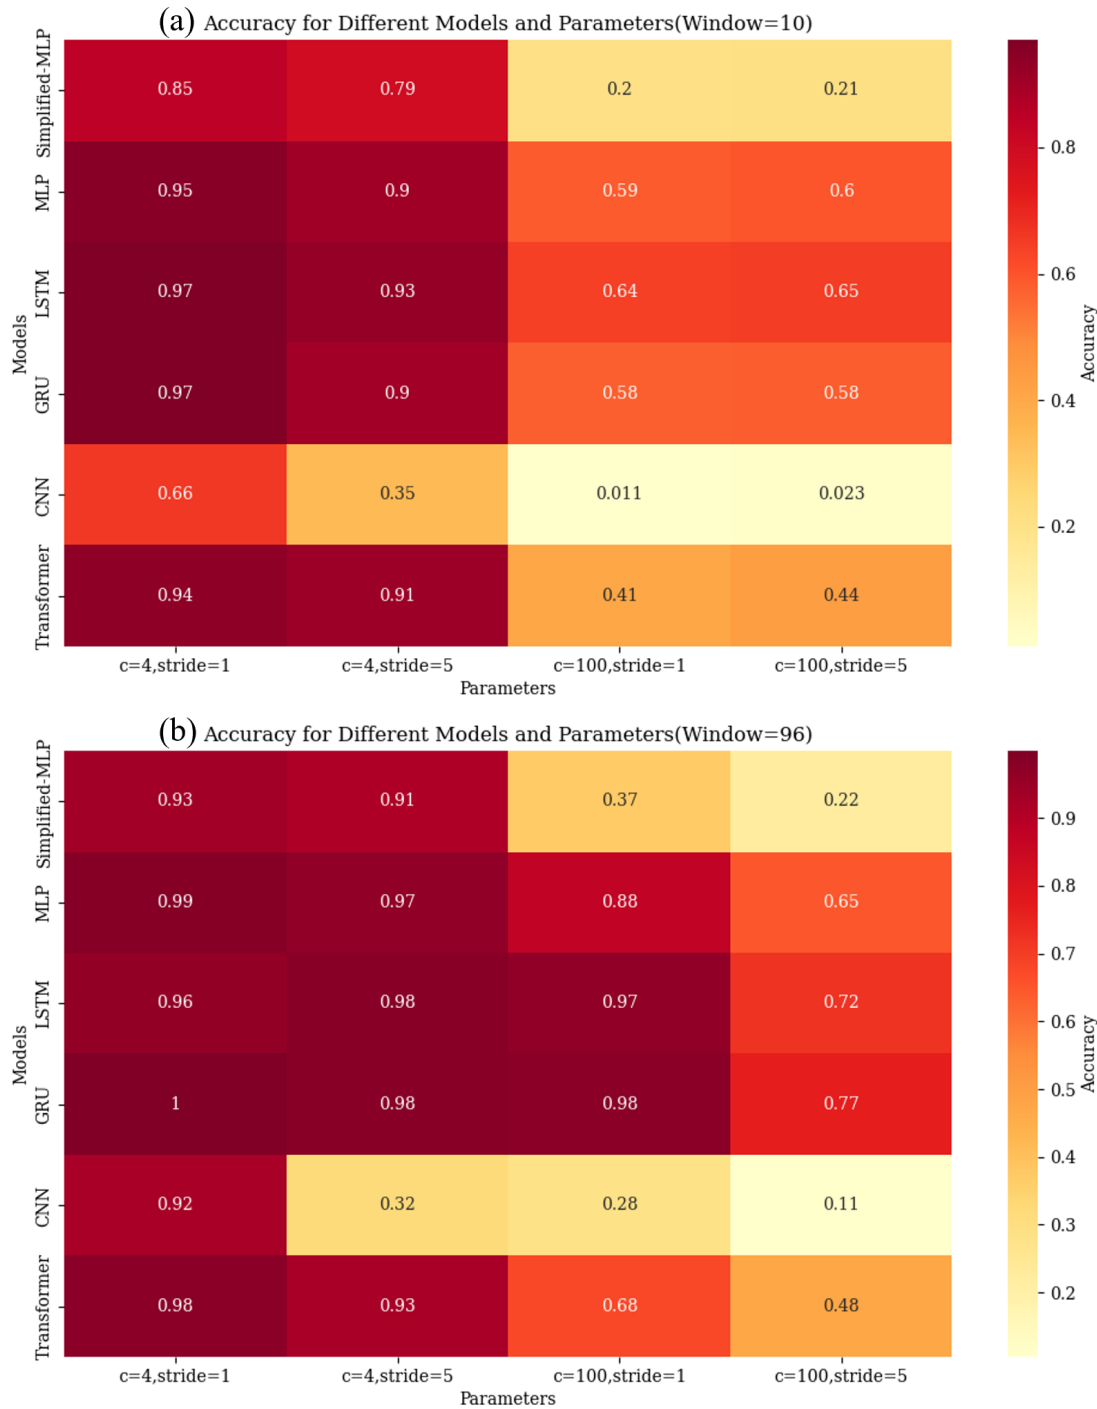 (a) Accuracy for Different Models and Parameters(Window=10)
Models
Simplified-MLP 0.85 0.79 0.2 0.21
MLP 0.95 0.9 0.59 0.6
LSTM 0.97 0.93 0.64 0.65
GRU 0.97 0.9 0.58 0.58
CNN 0.66 0.35 0.011 0.023
Transformer 0.94 0.91 0.41 0.44
c=4,stride=1 c=4,stride=5 c=100,stride=1 c=100,stride=5
Parameters
0.8
0.6
0.4
0.2
Accuracy
(b) Accuracy for Different Models and Parameters(Window=96)
Models
Simplified-MLP 0.93 0.91 0.37 0.22
MLP 0.99 0.97 0.88 0.65
LSTM 0.96 0.98 0.97 0.72
GRU 1 0.98 0.98 0.77
CNN 0.92 0.32 0.28 0.11
Transformer 0.98 0.93 0.68 0.48
c=4,stride=1 c=4,stride=5 c=100,stride=1 c=100,stride=5
Parameters
0.9
0.8
0.7
0.6
0.5
0.4
0.3
0.2
Accuracy